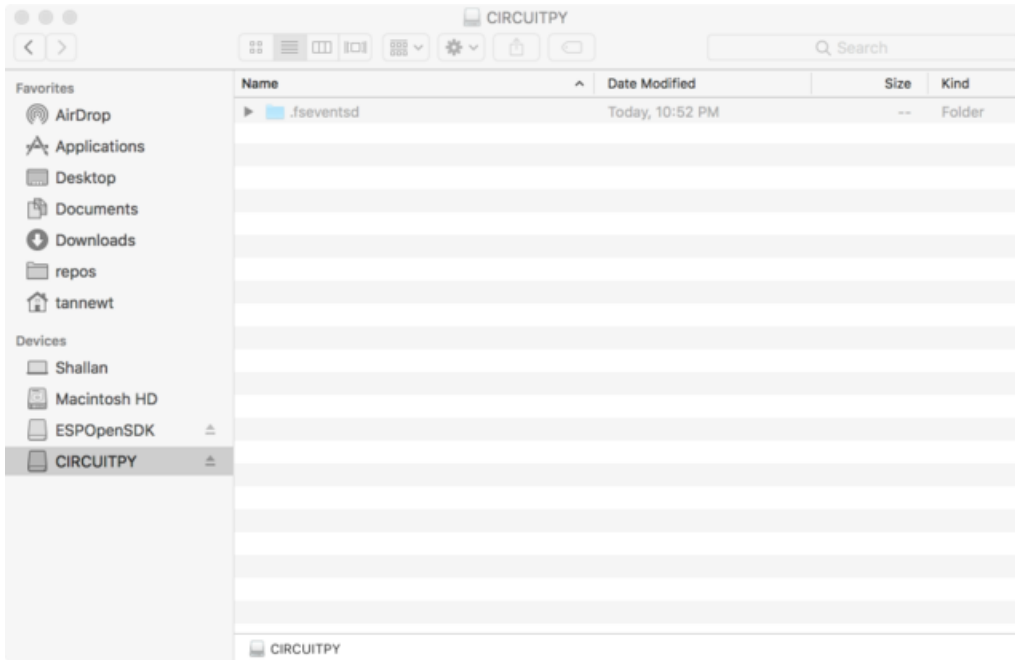 CIRCUITPY
Search
Favorites
AirDrop
Applications
Desktop
Documents
Downloads
repos
tannewt
Devices
Shallan
Macintosh HD
ESPOpenSDK
CIRCUITPY
Name Date Modified Size Kind
.fseventsd Today, 10:52 PM -- Folder
CIRCUITPY